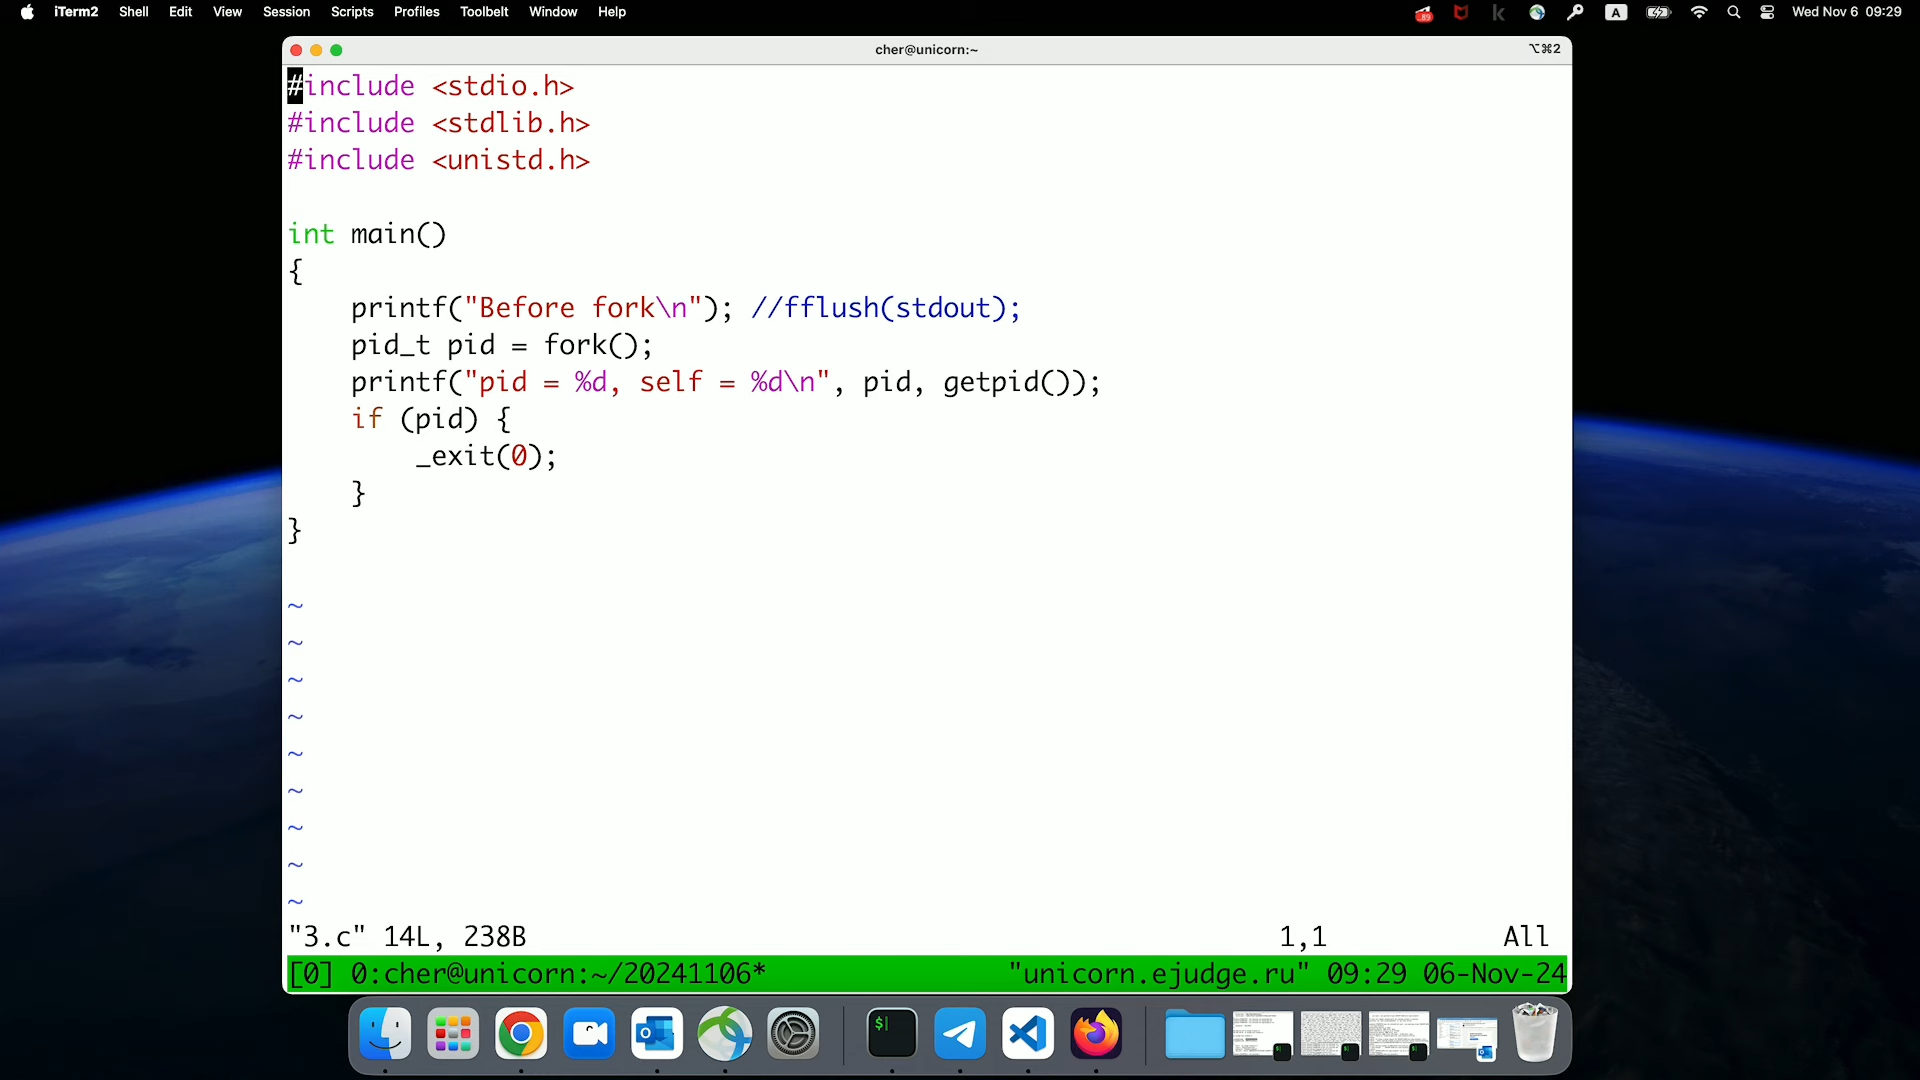 iTerm2 Shell Edit View Session Scripts Profiles Toolbelt Window Help A Wed Nov 6 09:29
cher@unicorn:~ ⌥⌘2
#include <stdio.h>
#include <stdlib.h>
#include <unistd.h>
int main()
{
printf("Before fork\n"); //fflush(stdout);
pid_t pid = fork();
printf("pid = %d, self = %d\n", pid, getpid());
if (pid) {
_exit(0);
}
}
~
~
~
~
~
~
~
~
~
"3.c" 14L, 238B 1,1 All
[0] 0:cher@unicorn:~/20241106* "unicorn.ejudge.ru" 09:29 06-Nov-24